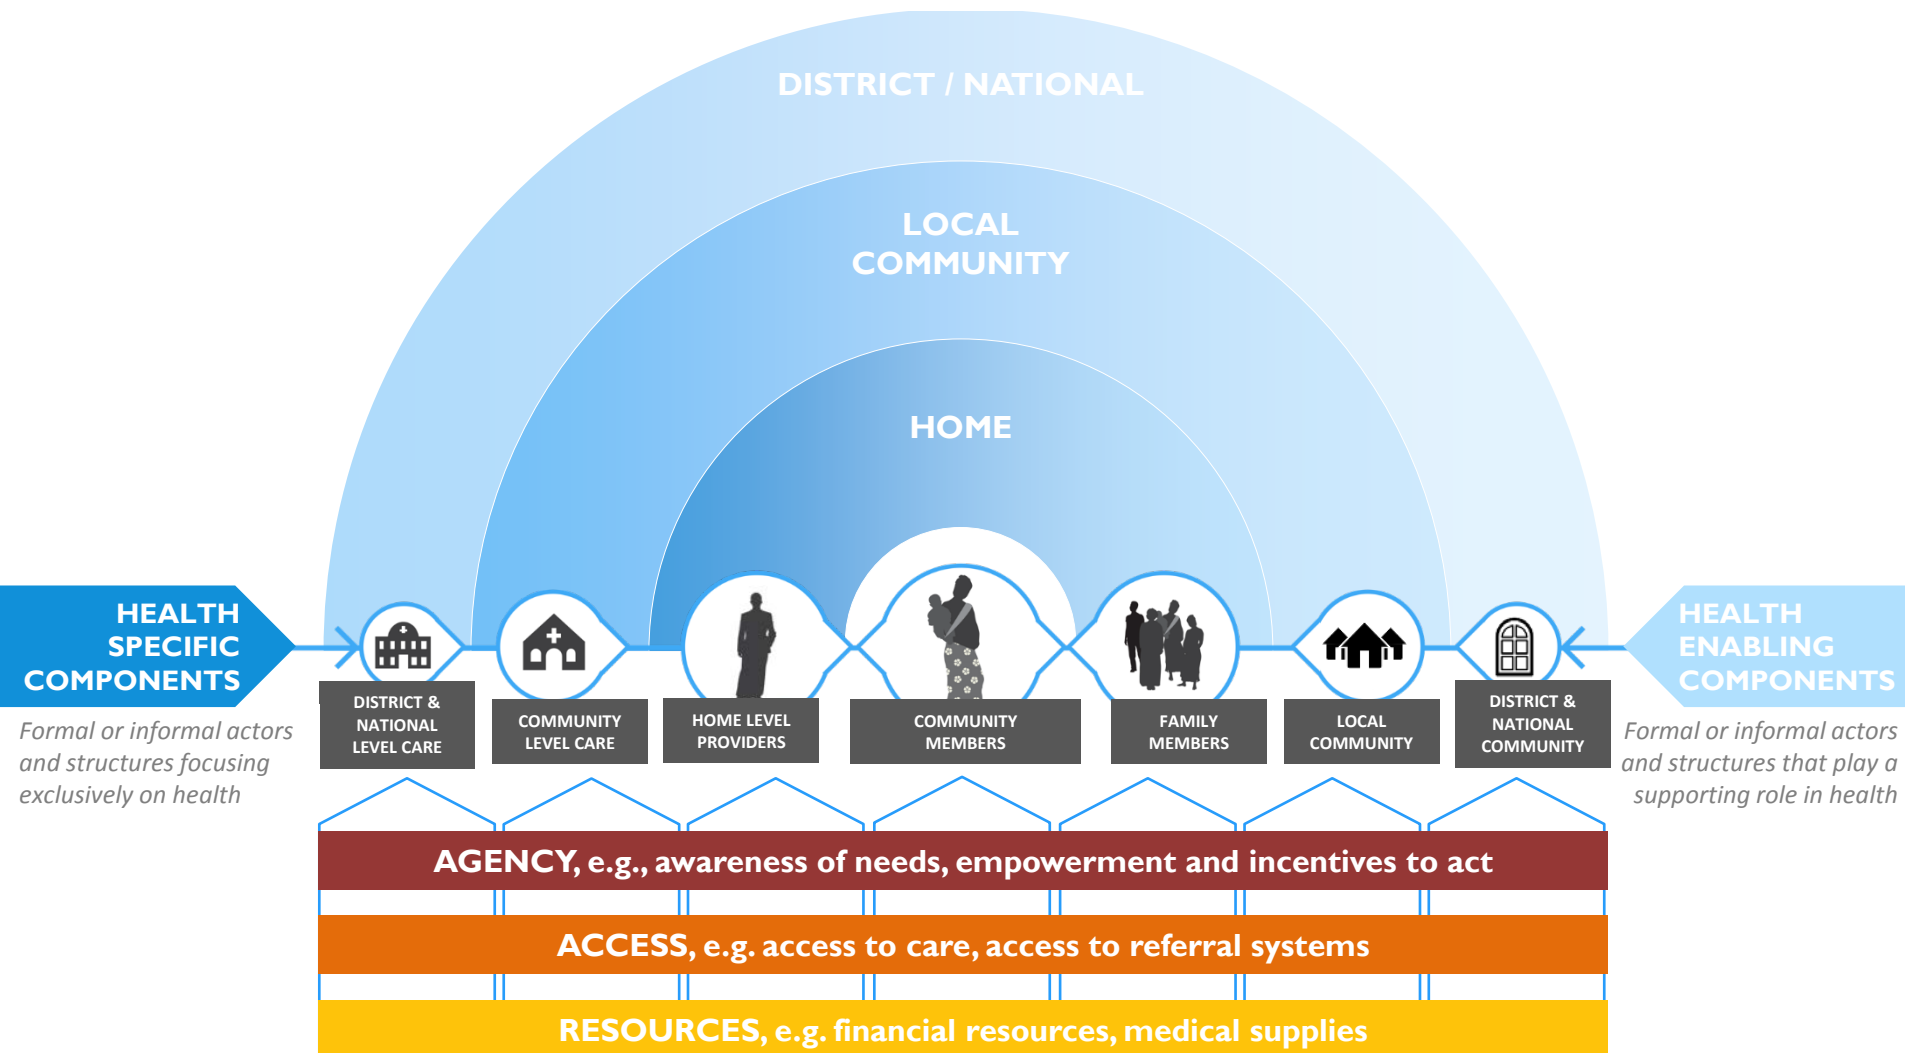 DISTRICT / NATIONAL
LOCAL
COMMUNITY
HOME
HEALTH
SPECIFIC
COMPONENTS
Formal or informal actors
and structures focusing
exclusively on health
DISTRICT &
NATIONAL
LEVEL CARE
COMMUNITY
LEVEL CARE
HOME LEVEL
PROVIDERS
COMMUNITY
MEMBERS
FAMILY
MEMBERS
LOCAL
COMMUNITY
DISTRICT &
NATIONAL
COMMUNITY
HEALTH
ENABLING
COMPONENTS
Formal or informal actors
and structures that play a
supporting role in health
AGENCY, e.g., awareness of needs, empowerment and incentives to act
ACCESS, e.g. access to care, access to referral systems
RESOURCES, e.g. financial resources, medical supplies